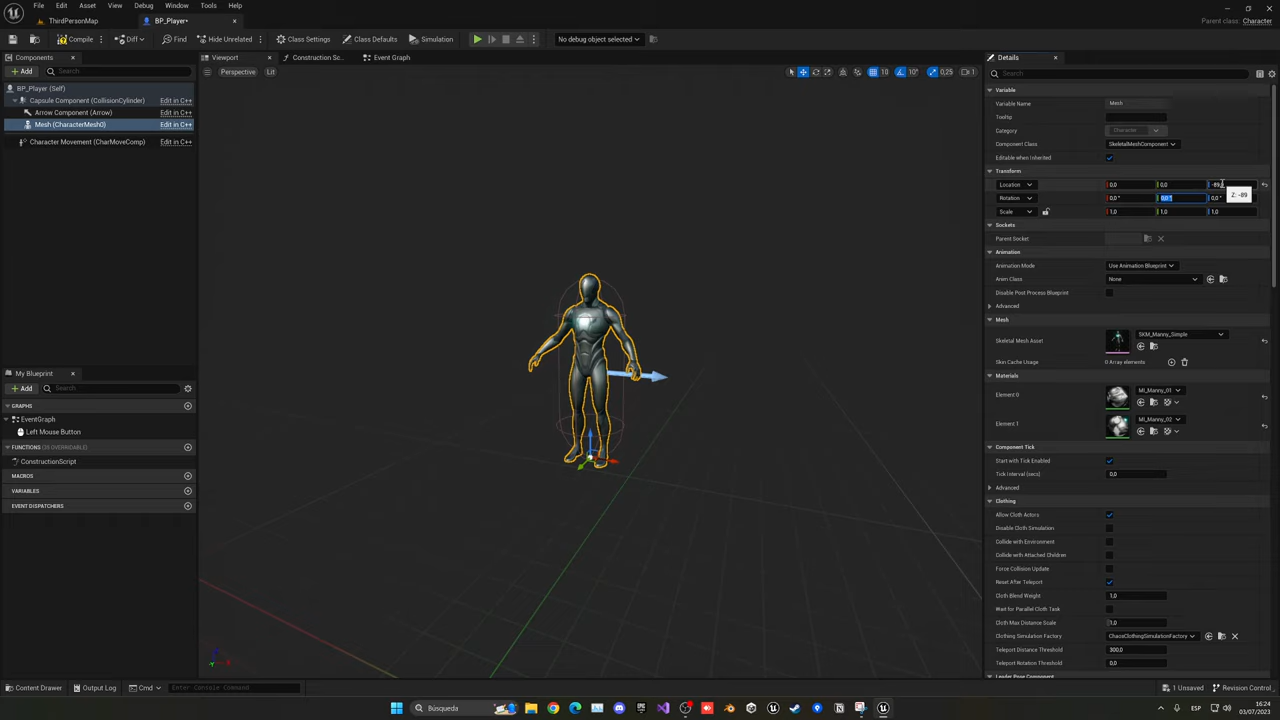 File Edit Asset View Debug Window Tools Help
ThirdPersonMap BP_Player• Parent class: Character
Compile Diff Find Hide Unrelated Class Settings Class Defaults Simulation No debug object selected
Components Viewport Construction Sc... Event Graph Details
Add Search Perspective Lit 10 10° 0,25 1 Search
BP_Player (Self) Variable
Capsule Component (CollisionCylinder) Edit in C++ Variable Name Mesh
Arrow Component (Arrow) Edit in C++ Tooltip
Mesh (CharacterMesh0) Edit in C++ Category Character
Character Movement (CharMoveComp) Edit in C++ Component Class SkeletalMeshComponent
Editable when Inherited
Transform
Location 0,0 0,0 -89,0
Z: -89
Rotation 0,0 ° 0,0 ° 0,0 °
Scale 1,0 1,0 1,0
Sockets
Parent Socket
Animation
Animation Mode Use Animation Blueprint
Anim Class None
Disable Post Process Blueprint
Advanced
Mesh
Skeletal Mesh Asset SKM_Manny_Simple
Skin Cache Usage 0 Array elements
My Blueprint Materials
Add Search Element 0 MI_Manny_01
GRAPHS
EventGraph Element 1 MI_Manny_02
Left Mouse Button
FUNCTIONS (35 OVERRIDABLE) Component Tick
ConstructionScript Start with Tick Enabled
MACROS Tick Interval (secs) 0,0
VARIABLES Advanced
EVENT DISPATCHERS Clothing
Allow Cloth Actors
Disable Cloth Simulation
Collide with Environment
Collide with Attached Children
Force Collision Update
Reset After Teleport
Cloth Blend Weight 1,0
Wait for Parallel Cloth Task
Cloth Max Distance Scale 1,0
Clothing Simulation Factory ChaosClothingSimulationFactory
Teleport Distance Threshold 300,0
Teleport Rotation Threshold 0,0
Leader Pose Component
Content Drawer Output Log Cmd Enter Console Command 1 Unsaved Revision Control
Búsqueda ESP 16:24
03/07/2023